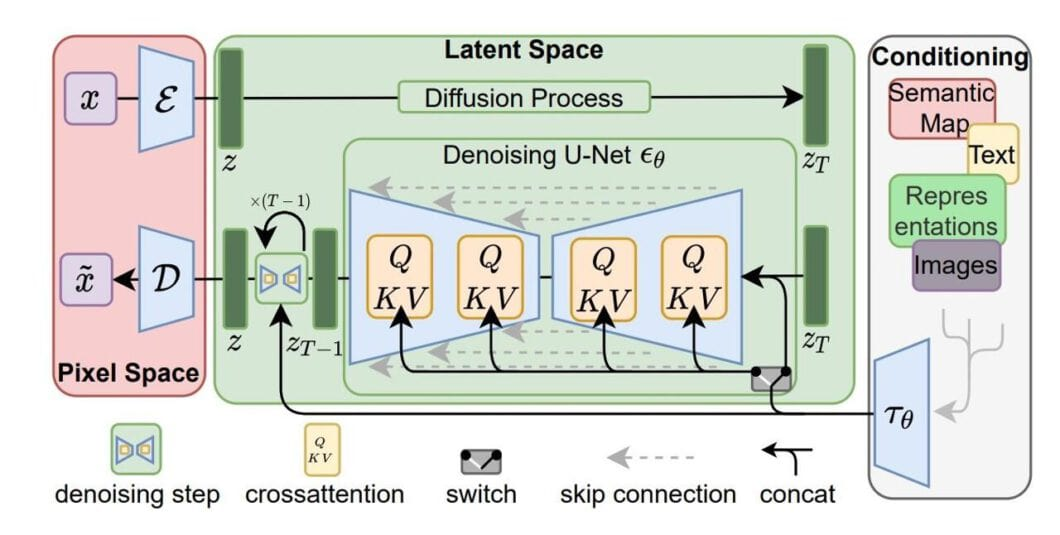 Latent Space
Conditioning
x
ℰ
Diffusion Process
Semantic
Map
Text
z
Denoising U-Net ϵ_θ
z_T
Repres
entations
Images
×(T − 1)
Q
K V
Q
K V
Q
K V
Q
K V
x̃
𝒟
z
z_{T−1}
z_T
Pixel Space
τ_θ
Q
K V
denoising step
crossattention
switch
skip connection
concat